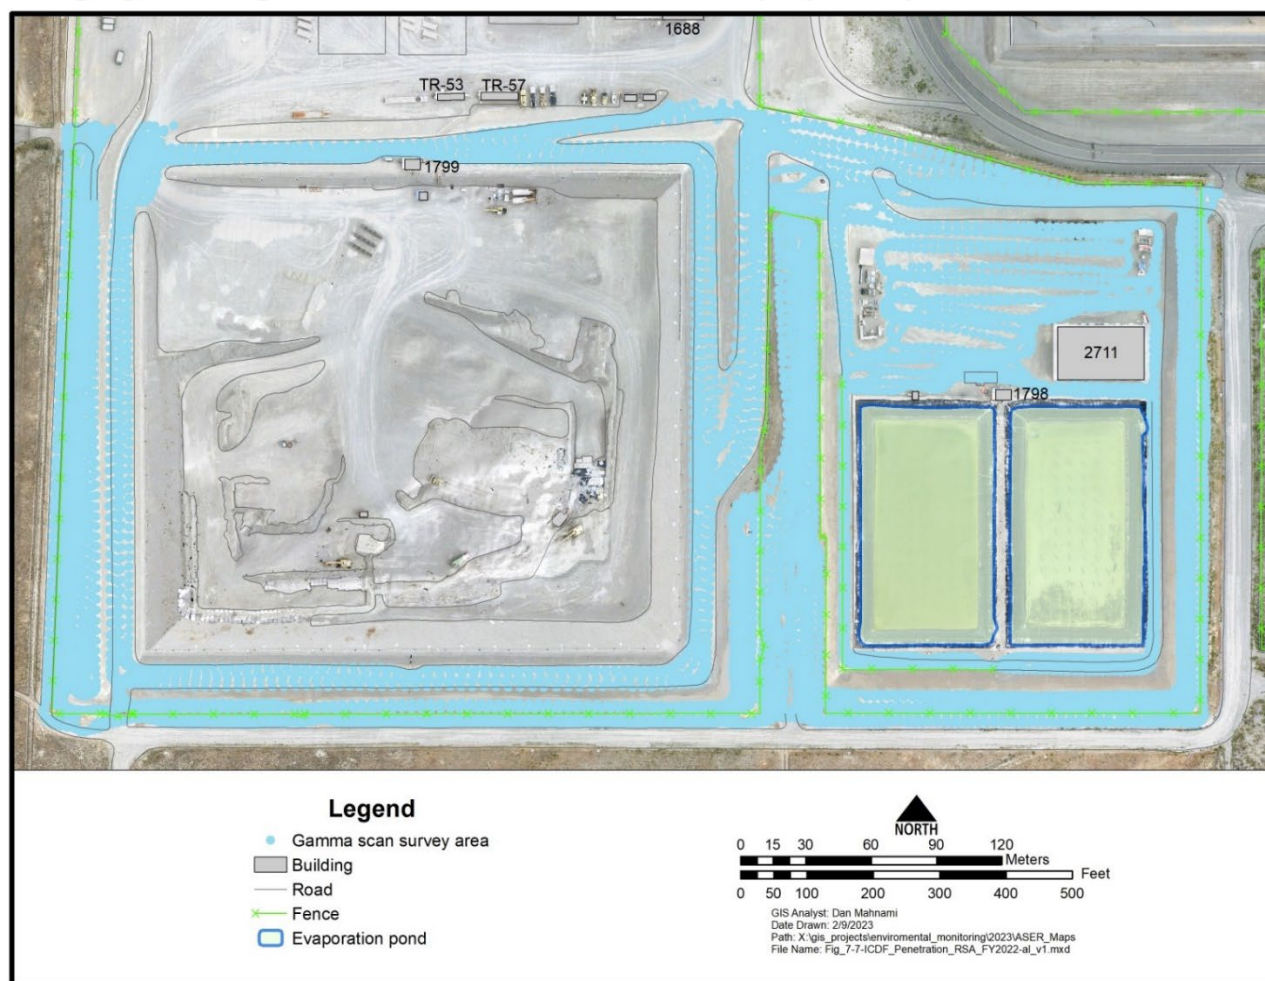 1688
TR-53 TR-57
1799
2711
1798
Legend
Gamma scan survey area
Building
Road
Fence
Evaporation pond
NORTH
0 15 30 60 90 120
Meters
Feet
0 50 100 200 300 400 500
GIS Analyst: Dan Mahnami
Date Drawn: 2/9/2023
Path: X:\gis_projects\enviromental_monitoring\2023\ASER_Maps
File Name: Fig_7-7-ICDF_Penetration_RSA_FY2022-al_v1.mxd